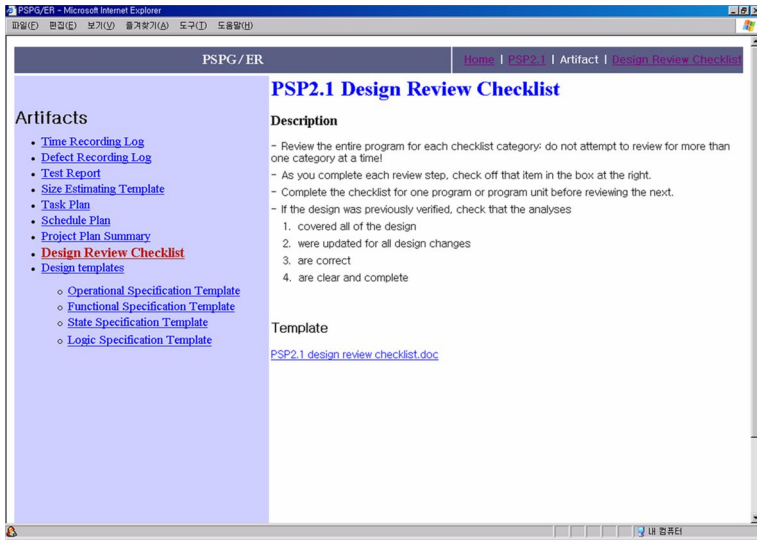 PSPG/ER - Microsoft Internet Explorer
파일(F) 편집(E) 보기(V) 즐겨찾기(A) 도구(T) 도움말(H)
PSPG/ER
Home | PSP2.1 | Artifact | Design Review Checklist
Artifacts
• Time Recording Log
• Defect Recording Log
• Test Report
• Size Estimating Template
• Task Plan
• Schedule Plan
• Project Plan Summary
• Design Review Checklist
• Design templates
○ Operational Specification Template
○ Functional Specification Template
○ State Specification Template
○ Logic Specification Template
PSP2.1 Design Review Checklist
Description
- Review the entire program for each checklist category: do not attempt to review for more than
one category at a time!
- As you complete each review step, check off that item in the box at the right.
- Complete the checklist for one program or program unit before reviewing the next.
- If the design was previously verified, check that the analyses
1. covered all of the design
2. were updated for all design changes
3. are correct
4. are clear and complete
Template
PSP2.1 design review checklist.doc
내 컴퓨터